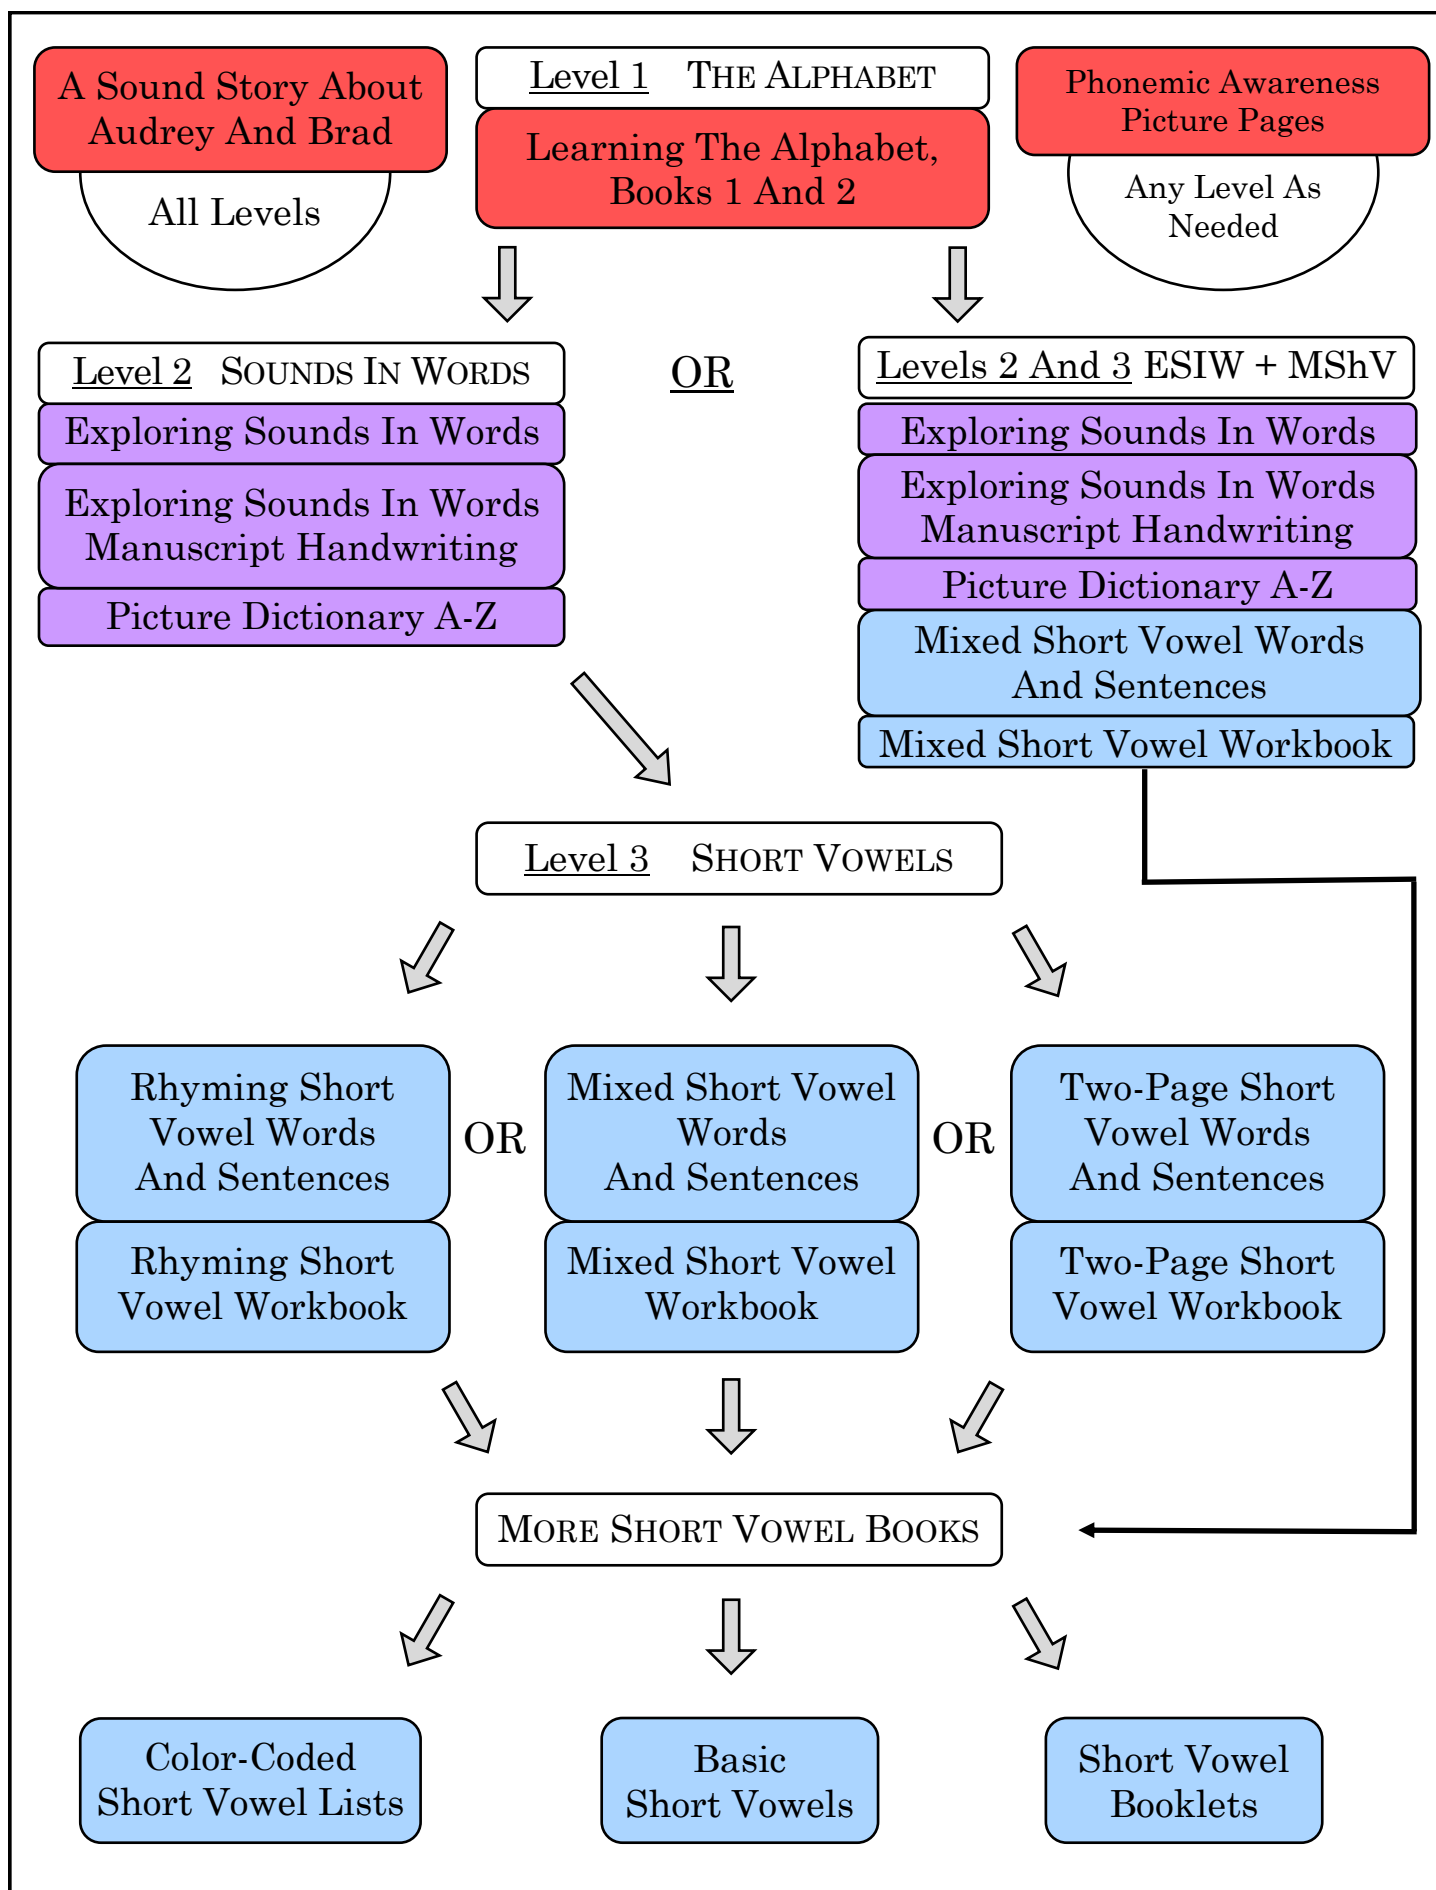 A Sound Story About
Audrey And Brad
All Levels
Level 1 THE ALPHABET
Learning The Alphabet,
Books 1 And 2
Phonemic Awareness
Picture Pages
Any Level As
Needed
Level 2 SOUNDS IN WORDS
Exploring Sounds In Words
Exploring Sounds In Words
Manuscript Handwriting
Picture Dictionary A-Z
OR
Levels 2 And 3 ESIW + MShV
Exploring Sounds In Words
Exploring Sounds In Words
Manuscript Handwriting
Picture Dictionary A-Z
Mixed Short Vowel Words
And Sentences
Mixed Short Vowel Workbook
Level 3 SHORT VOWELS
Rhyming Short
Vowel Words
And Sentences
Rhyming Short
Vowel Workbook
OR
Mixed Short Vowel
Words
And Sentences
Mixed Short Vowel
Workbook
OR
Two-Page Short
Vowel Words
And Sentences
Two-Page Short
Vowel Workbook
MORE SHORT VOWEL BOOKS
Color-Coded
Short Vowel Lists
Basic
Short Vowels
Short Vowel
Booklets